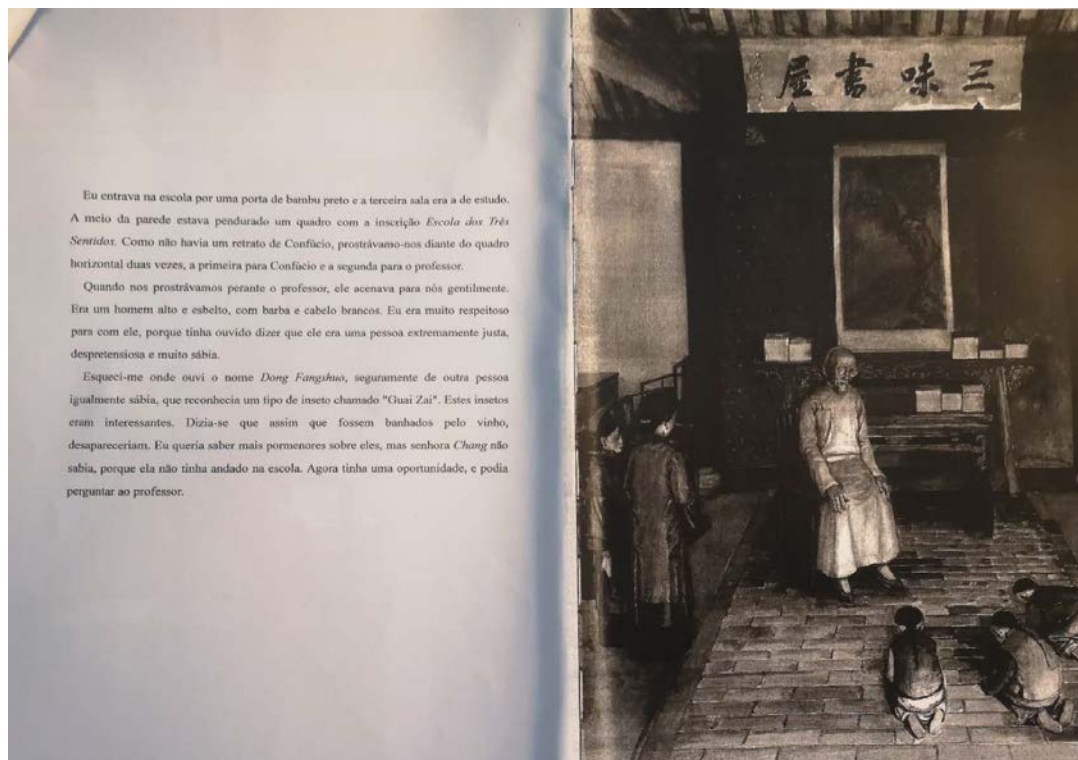 Eu entrava na escola por uma porta de bambu preto e a terceira sala era a de estudo.
A meio da parede estava pendurado um quadro com a inscrição Escola dos Três
Sentidos. Como não havia um retrato de Confúcio, prostrávamo-nos diante do quadro
horizontal duas vezes, a primeira para Confúcio e a segunda para o professor.
Quando nos prostrávamos perante o professor, ele acenava para nós gentilmente.
Era um homem alto e esbelto, com barba e cabelo brancos. Eu era muito respeitoso
para com ele, porque tinha ouvido dizer que ele era uma pessoa extremamente justa,
despretensiosa e muito sábia.
Esqueci-me onde ouvi o nome Dong Fangshuo, seguramente de outra pessoa
igualmente sábia, que reconhecia um tipo de inseto chamado "Guai Zai". Estes insetos
eram interessantes. Dizia-se que assim que fossem banhados pelo vinho,
desapareceriam. Eu queria saber mais pormenores sobre eles, mas senhora Chang não
sabia, porque ela não tinha andado na escola. Agora tinha uma oportunidade, e podia
perguntar ao professor.
三味書屋